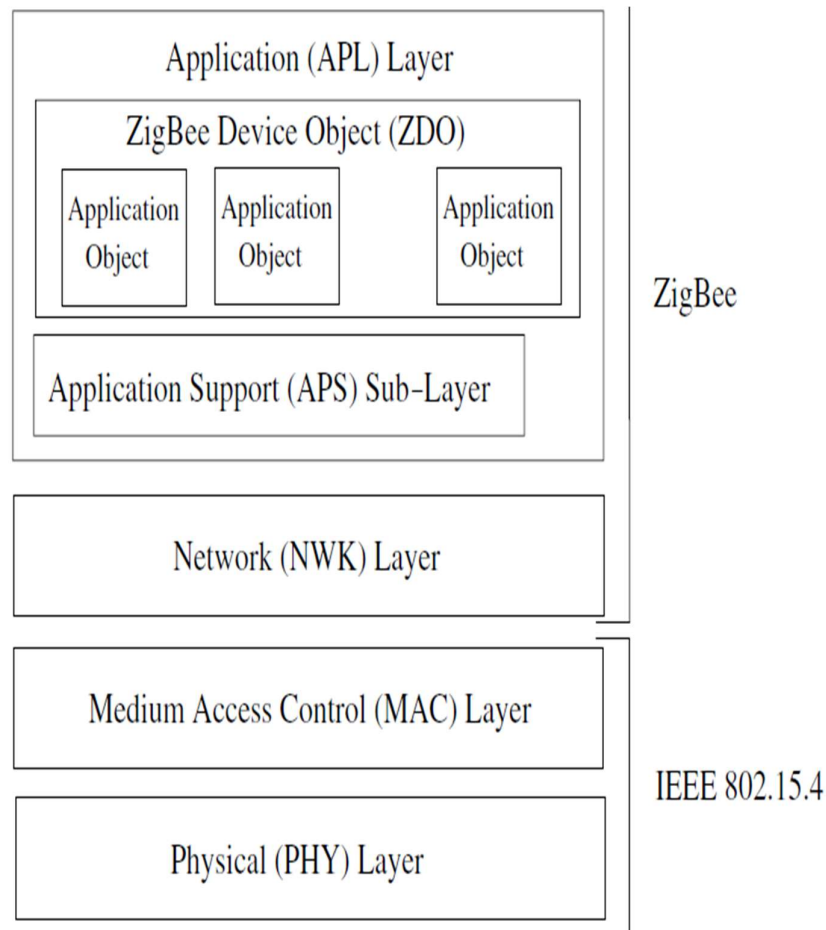 Application (APL) Layer
ZigBee Device Object (ZDO)
Application
Object
Application
Object
Application
Object
ZigBee
Application Support (APS) Sub-Layer
Network (NWK) Layer
Medium Access Control (MAC) Layer
IEEE 802.15.4
Physical (PHY) Layer